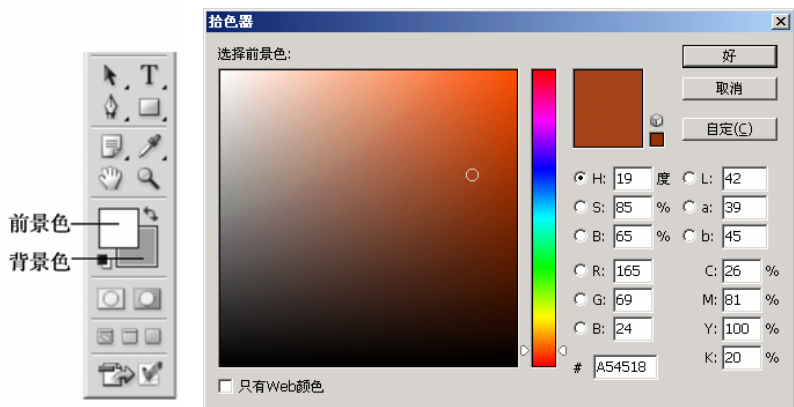 前景色
背景色
T
拾色器
选择前景色:
好
取消
自定(C)
H: 19 度 L: 42
S: 85 % a: 39
B: 65 % b: 45
R: 165 C: 26 %
G: 69 M: 81 %
B: 24 Y: 100 %
# A54518 K: 20 %
只有Web颜色